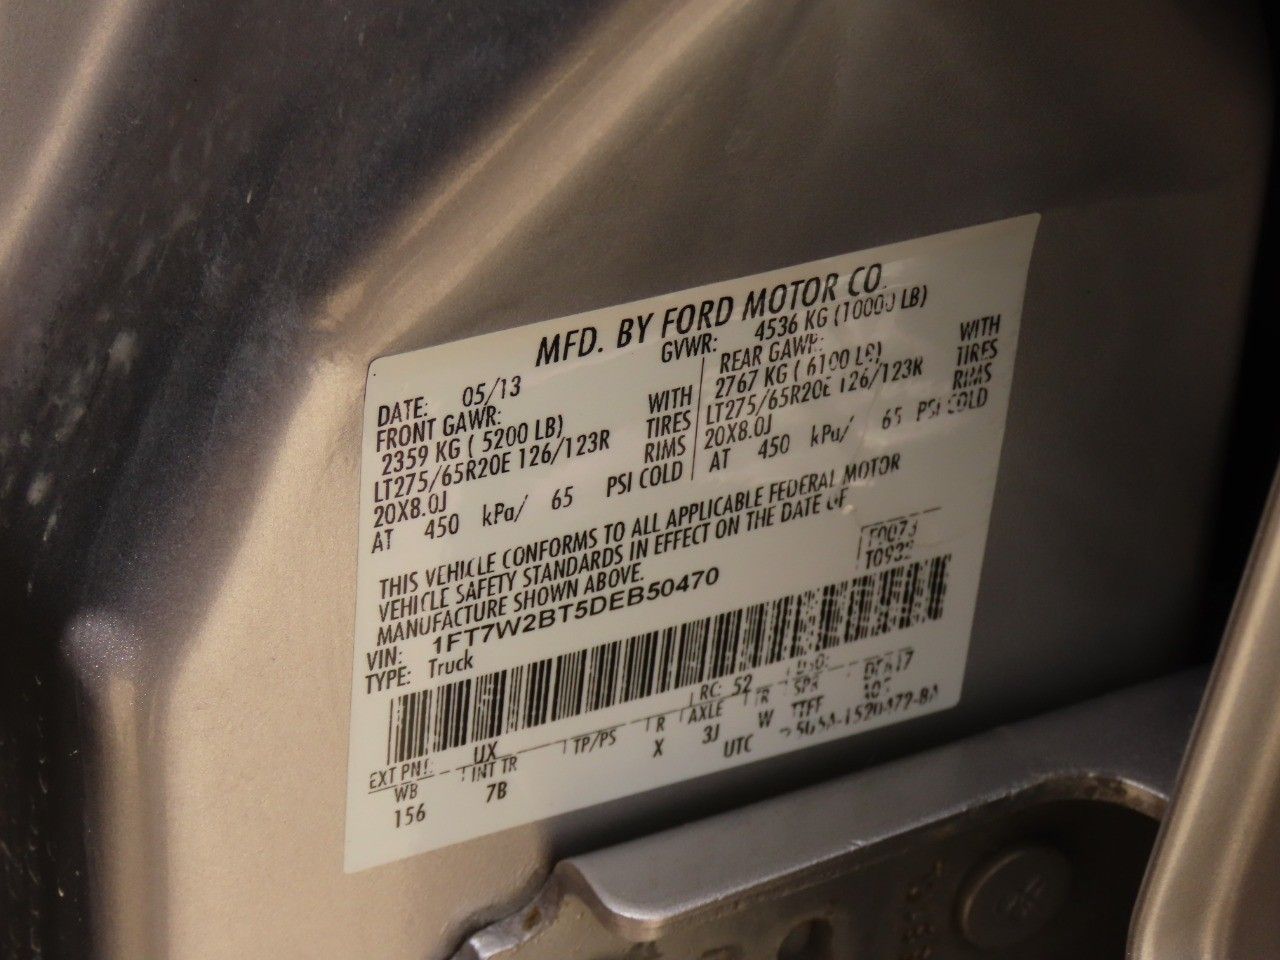 MFD. BY FORD MOTOR CO.
DATE: 05/13 GVWR: 4536 KG (10000 LB)
FRONT GAWR: REAR GAWR:
2359 KG ( 5200 LB) WITH 2767 KG ( 6100 LB) WITH
LT275/65R20E 126/123R TIRES LT275/65R20E 126/123R TIRES
20X8.0J RIMS 20X8.0J RIMS
AT 450 kPa/ 65 PSI COLD AT 450 kPa/ 65 PSI COLD
THIS VEHICLE CONFORMS TO ALL APPLICABLE FEDERAL MOTOR
VEHICLE SAFETY STANDARDS IN EFFECT ON THE DATE OF
MANUFACTURE SHOWN ABOVE.
VIN: 1FT7W2BT5DEB50470
TYPE: Truck
F0073
EXT PNT: UX RC: 52
WB INT TR TP/PS R AXLE TR SPR
156 7B X 3J W
UTC